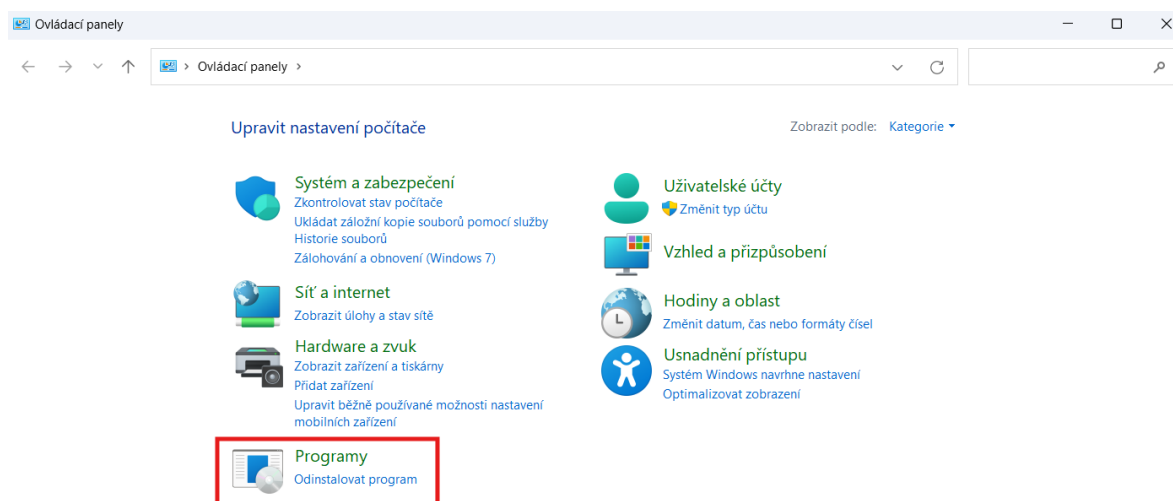 Ovládací panely
Ovládací panely
Upravit nastavení počítače
Zobrazit podle: Kategorie
Systém a zabezpečení
Zkontrolovat stav počítače
Ukládat záložní kopie souborů pomocí služby
Historie souborů
Zálohování a obnovení (Windows 7)
Síť a internet
Zobrazit úlohy a stav sítě
Hardware a zvuk
Zobrazit zařízení a tiskárny
Přidat zařízení
Upravit běžně používané možnosti nastavení
mobilních zařízení
Programy
Odinstalovat program
Uživatelské účty
Změnit typ účtu
Vzhled a přizpůsobení
Hodiny a oblast
Změnit datum, čas nebo formáty čísel
Usnadnění přístupu
Systém Windows navrhne nastavení
Optimalizovat zobrazení